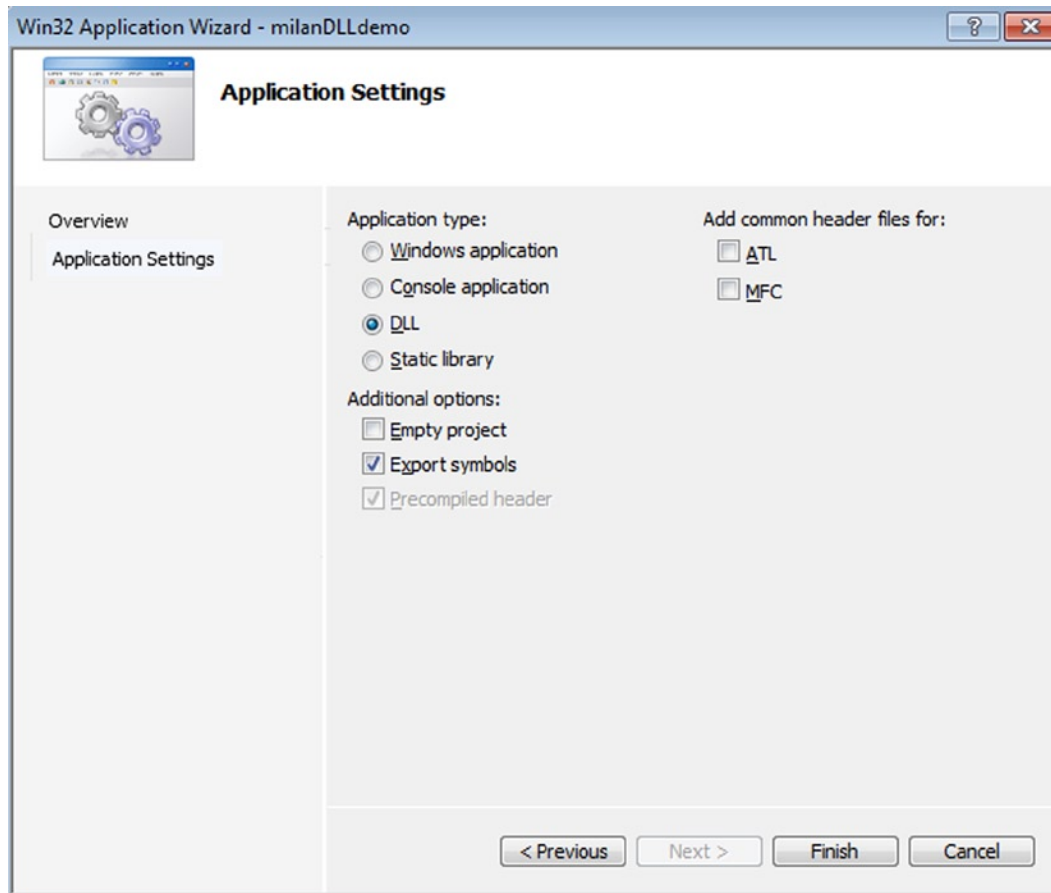 Win32 Application Wizard - milanDLLdemo
Application Settings
Overview
Application Settings
Application type:
Windows application
Console application
DLL
Static library
Additional options:
Empty project
Export symbols
Precompiled header
Add common header files for:
ATL
MFC
< Previous
Next >
Finish
Cancel